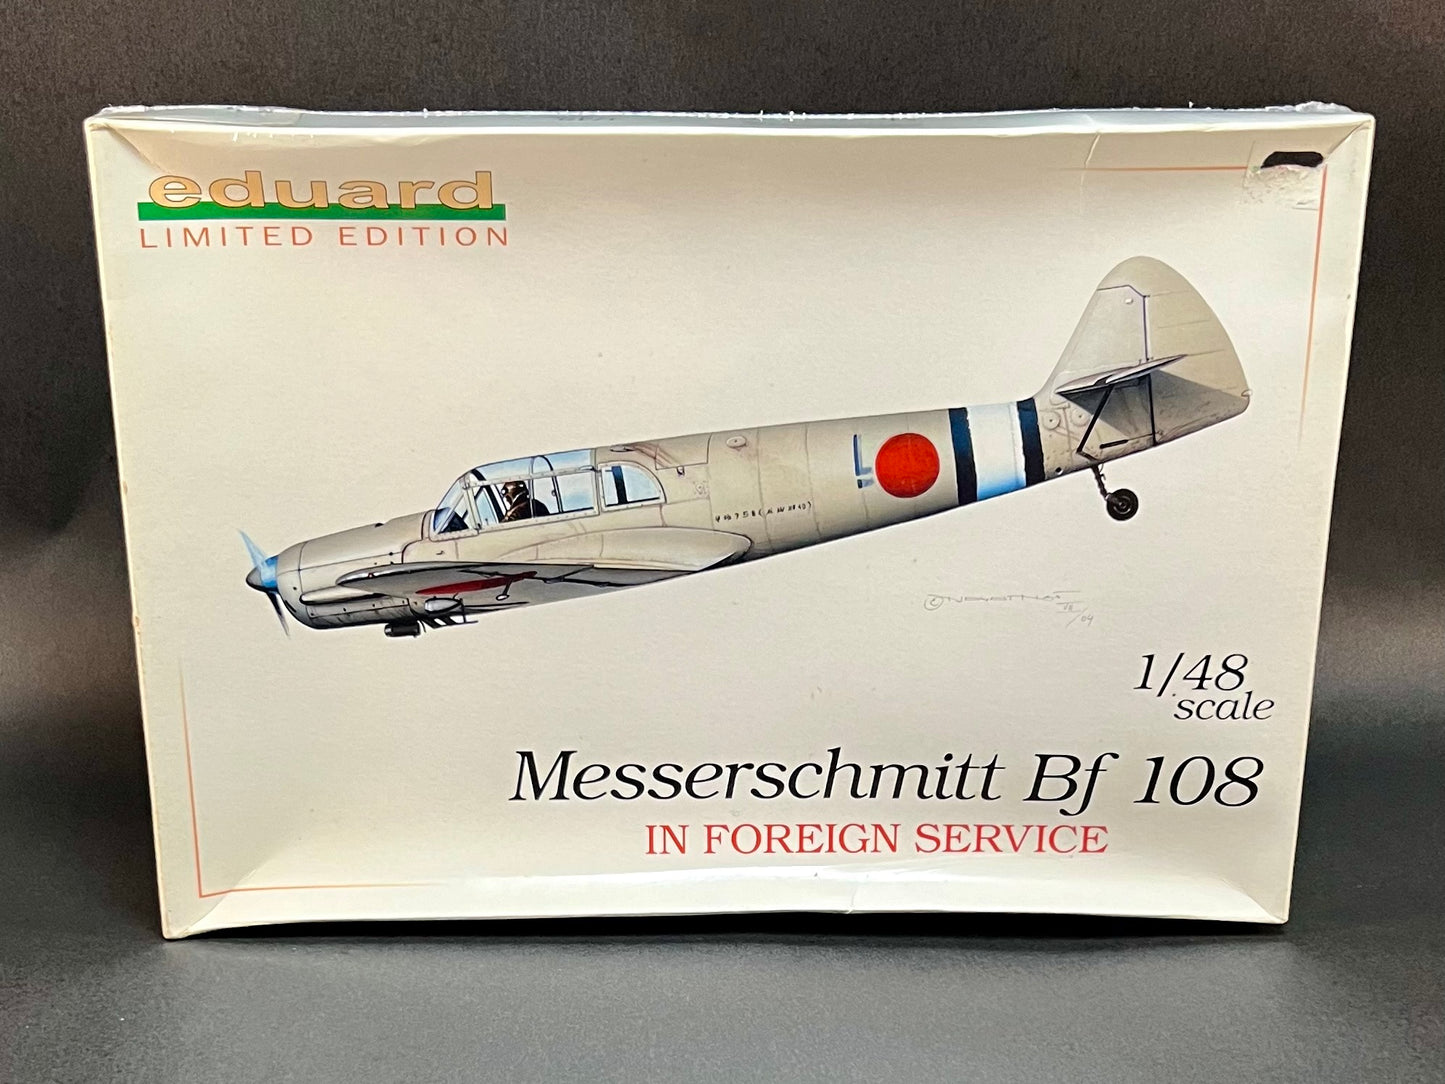 eduard
LIMITED EDITION
1/48
scale
Messerschmitt Bf 108
IN FOREIGN SERVICE